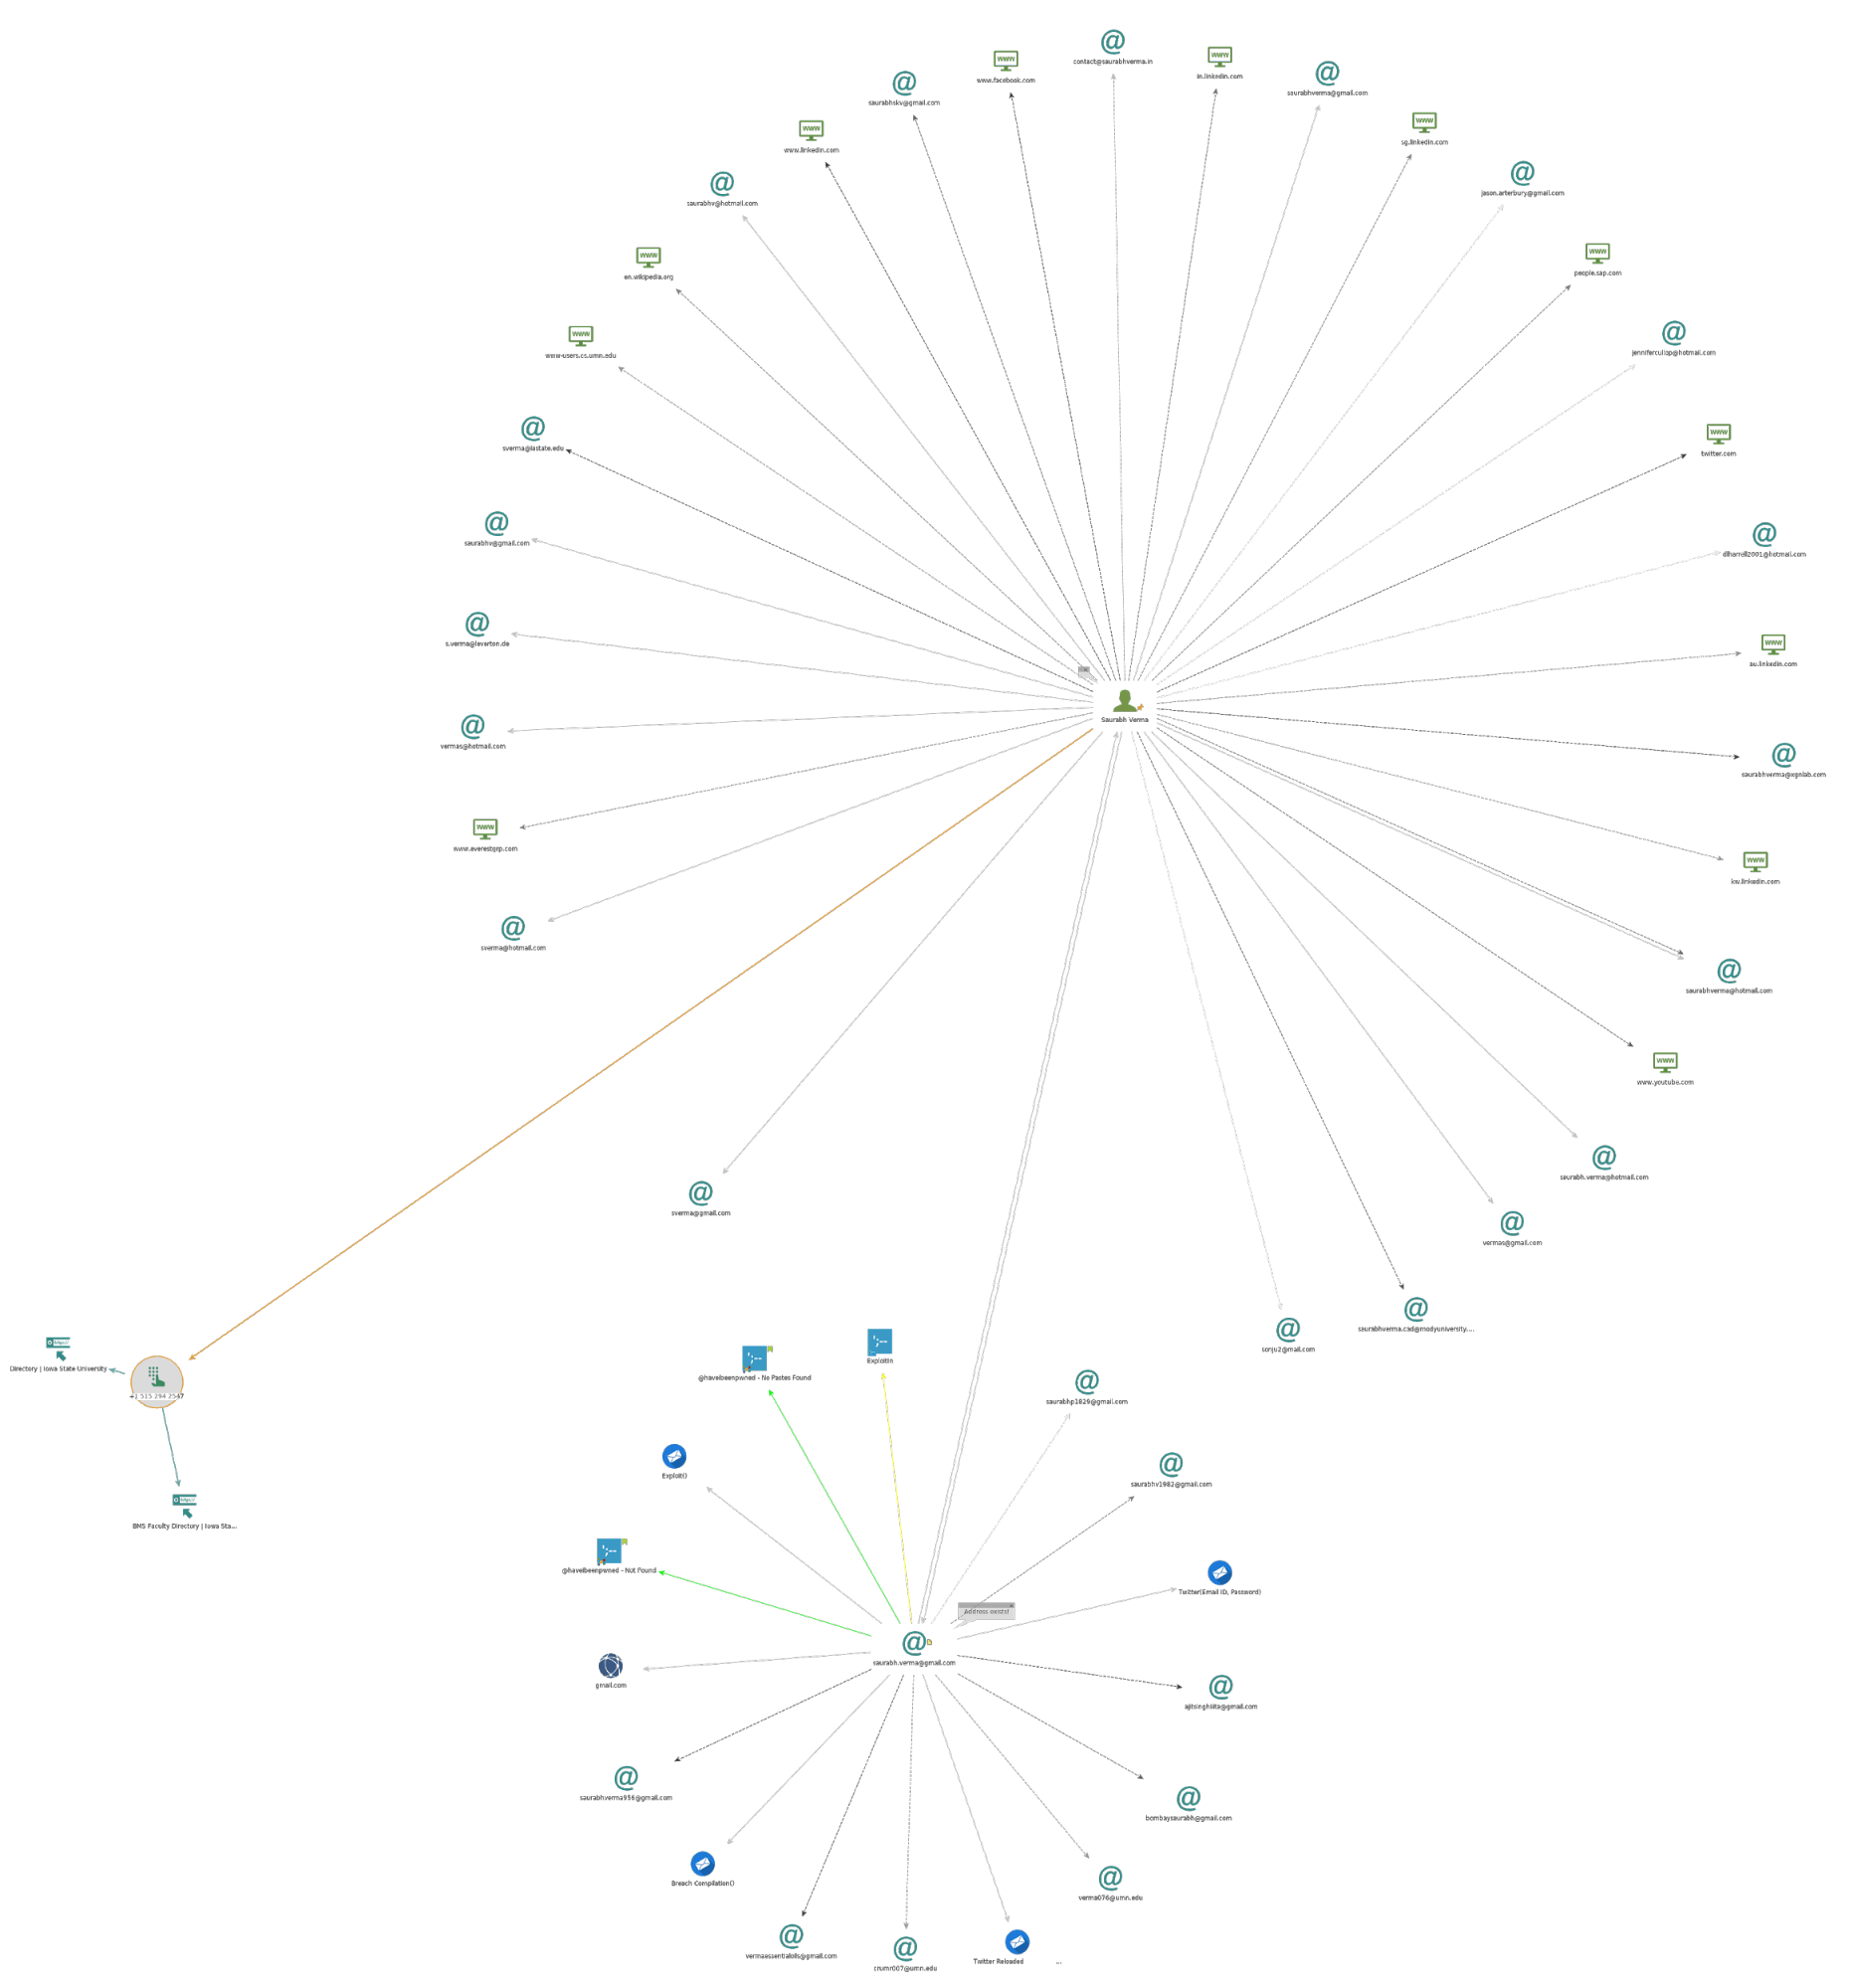 contact@saurabhverma.in
www.facebook.com
in.linkedin.com
saurabhverma@gmail.com
saurabhskv@gmail.com
www.linkedin.com
sg.linkedin.com
saurabhv@hotmail.com
jason.arterbury@gmail.com
en.wikipedia.org
people.sap.com
www-users.cs.umn.edu
jennifercullop@hotmail.com
sverma@iastate.edu
twitter.com
saurabhv@gmail.com
dlharrell2001@hotmail.com
s.verma@leverton.de
au.linkedin.com
Saurabh Verma
vermas@hotmail.com
saurabhverma@xgnlab.com
www.everestgrp.com
kw.linkedin.com
sverma@hotmail.com
saurabhverma@hotmail.com
www.youtube.com
saurabh.verma@hotmail.com
sverma@gmail.com
vermas@gmail.com
sonju2@mail.com
saurabhverma.cad@modyuniversity....
Directory | Iowa State University
+1 515 294 2547
BMS Faculty Directory | Iowa Sta...
@haveibeenpwned - No Pastes Found
ExploitIn
saurabhp1829@gmail.com
Exploit()
saurabhv1982@gmail.com
@haveibeenpwned - Not Found
Twitter(Email ID, Password)
Address exists!
saurabh.verma@gmail.com
gmail.com
ajitsinghiiita@gmail.com
saurabhverma956@gmail.com
bombaysaurabh@gmail.com
Breach Compilation()
verma076@umn.edu
vermaessentialoils@gmail.com
crumr007@umn.edu
Twitter Reloaded ...